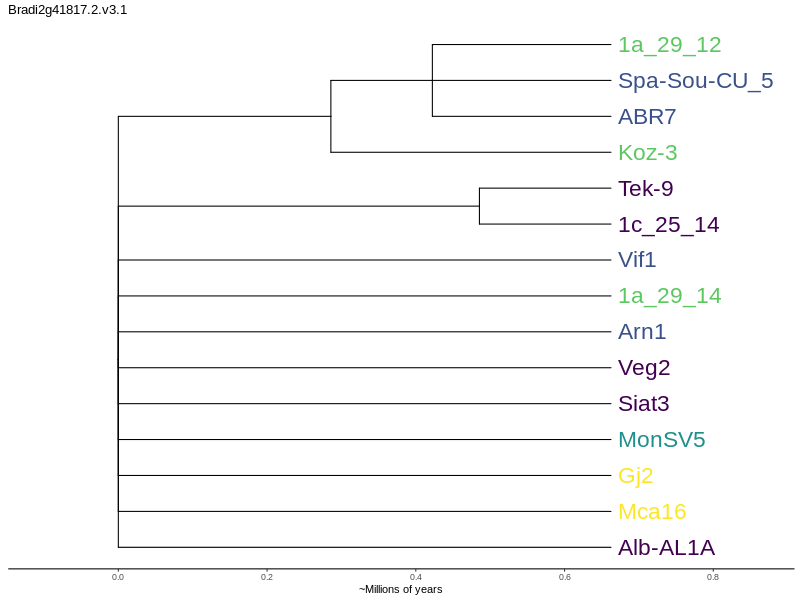 Bradi2g41817.2.v3.1
1a_29_12
Spa-Sou-CU_5
ABR7
Koz-3
Tek-9
1c_25_14
Vif1
1a_29_14
Arn1
Veg2
Siat3
MonSV5
Gj2
Mca16
Alb-AL1A
0.0 0.2 0.4 0.6 0.8
~Millions of years